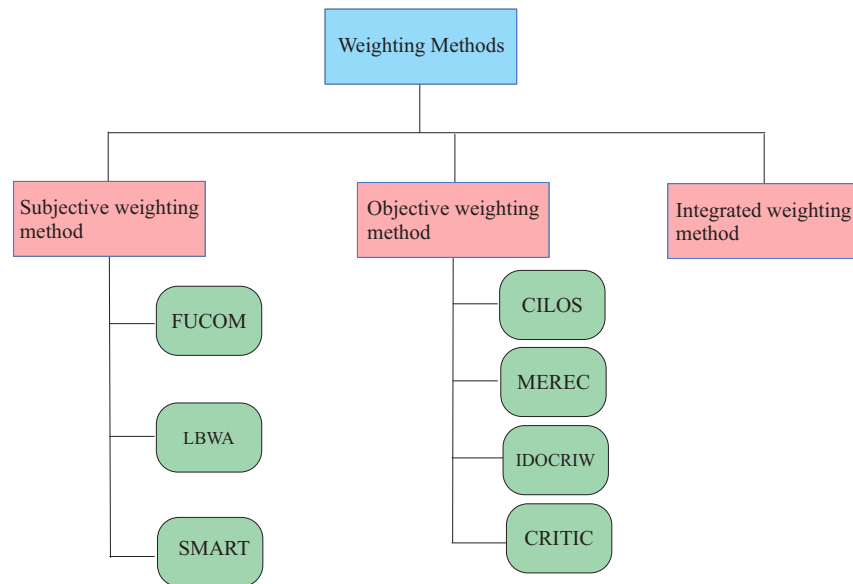 Weighting Methods
Subjective weighting
method
Objective weighting
method
Integrated weighting
method
FUCOM
LBWA
SMART
CILOS
MEREC
IDOCRIW
CRITIC